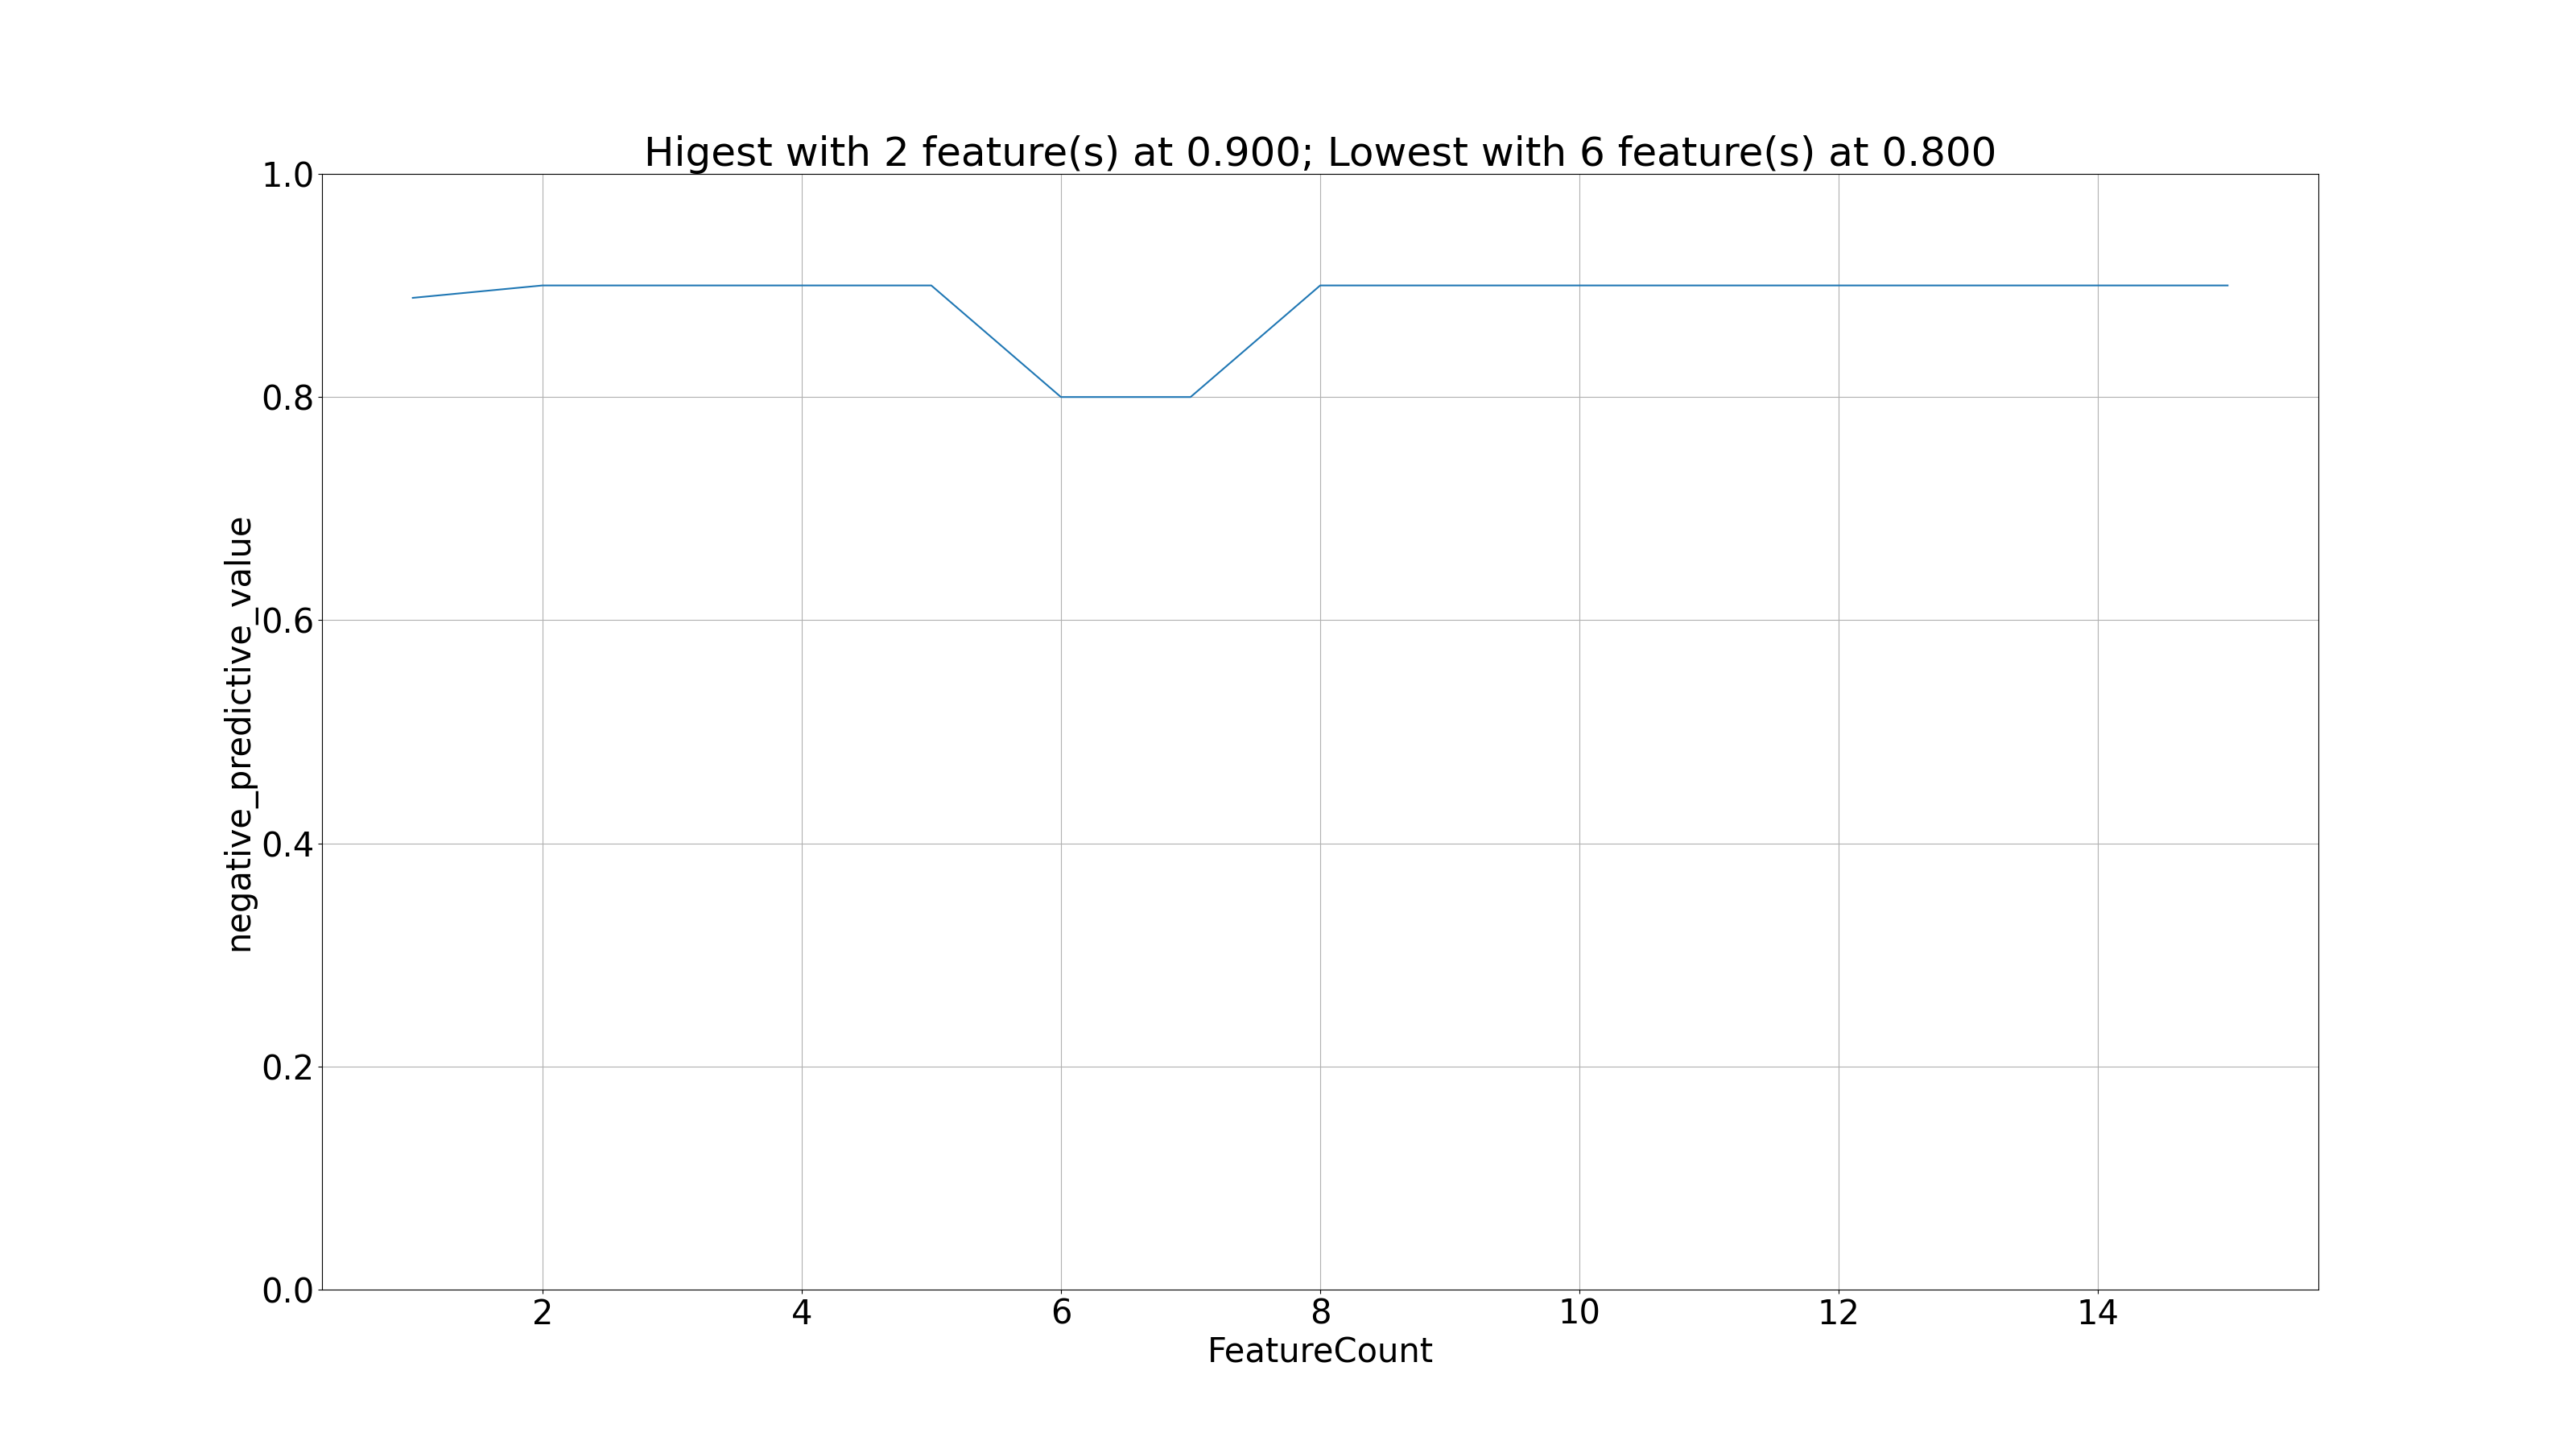 Higest with 2 feature(s) at 0.900; Lowest with 6 feature(s) at 0.800
1.0
0.8
0.6
0.4
0.2
0.0
negative_predictive_value
2 4 6 8 10 12 14
FeatureCount